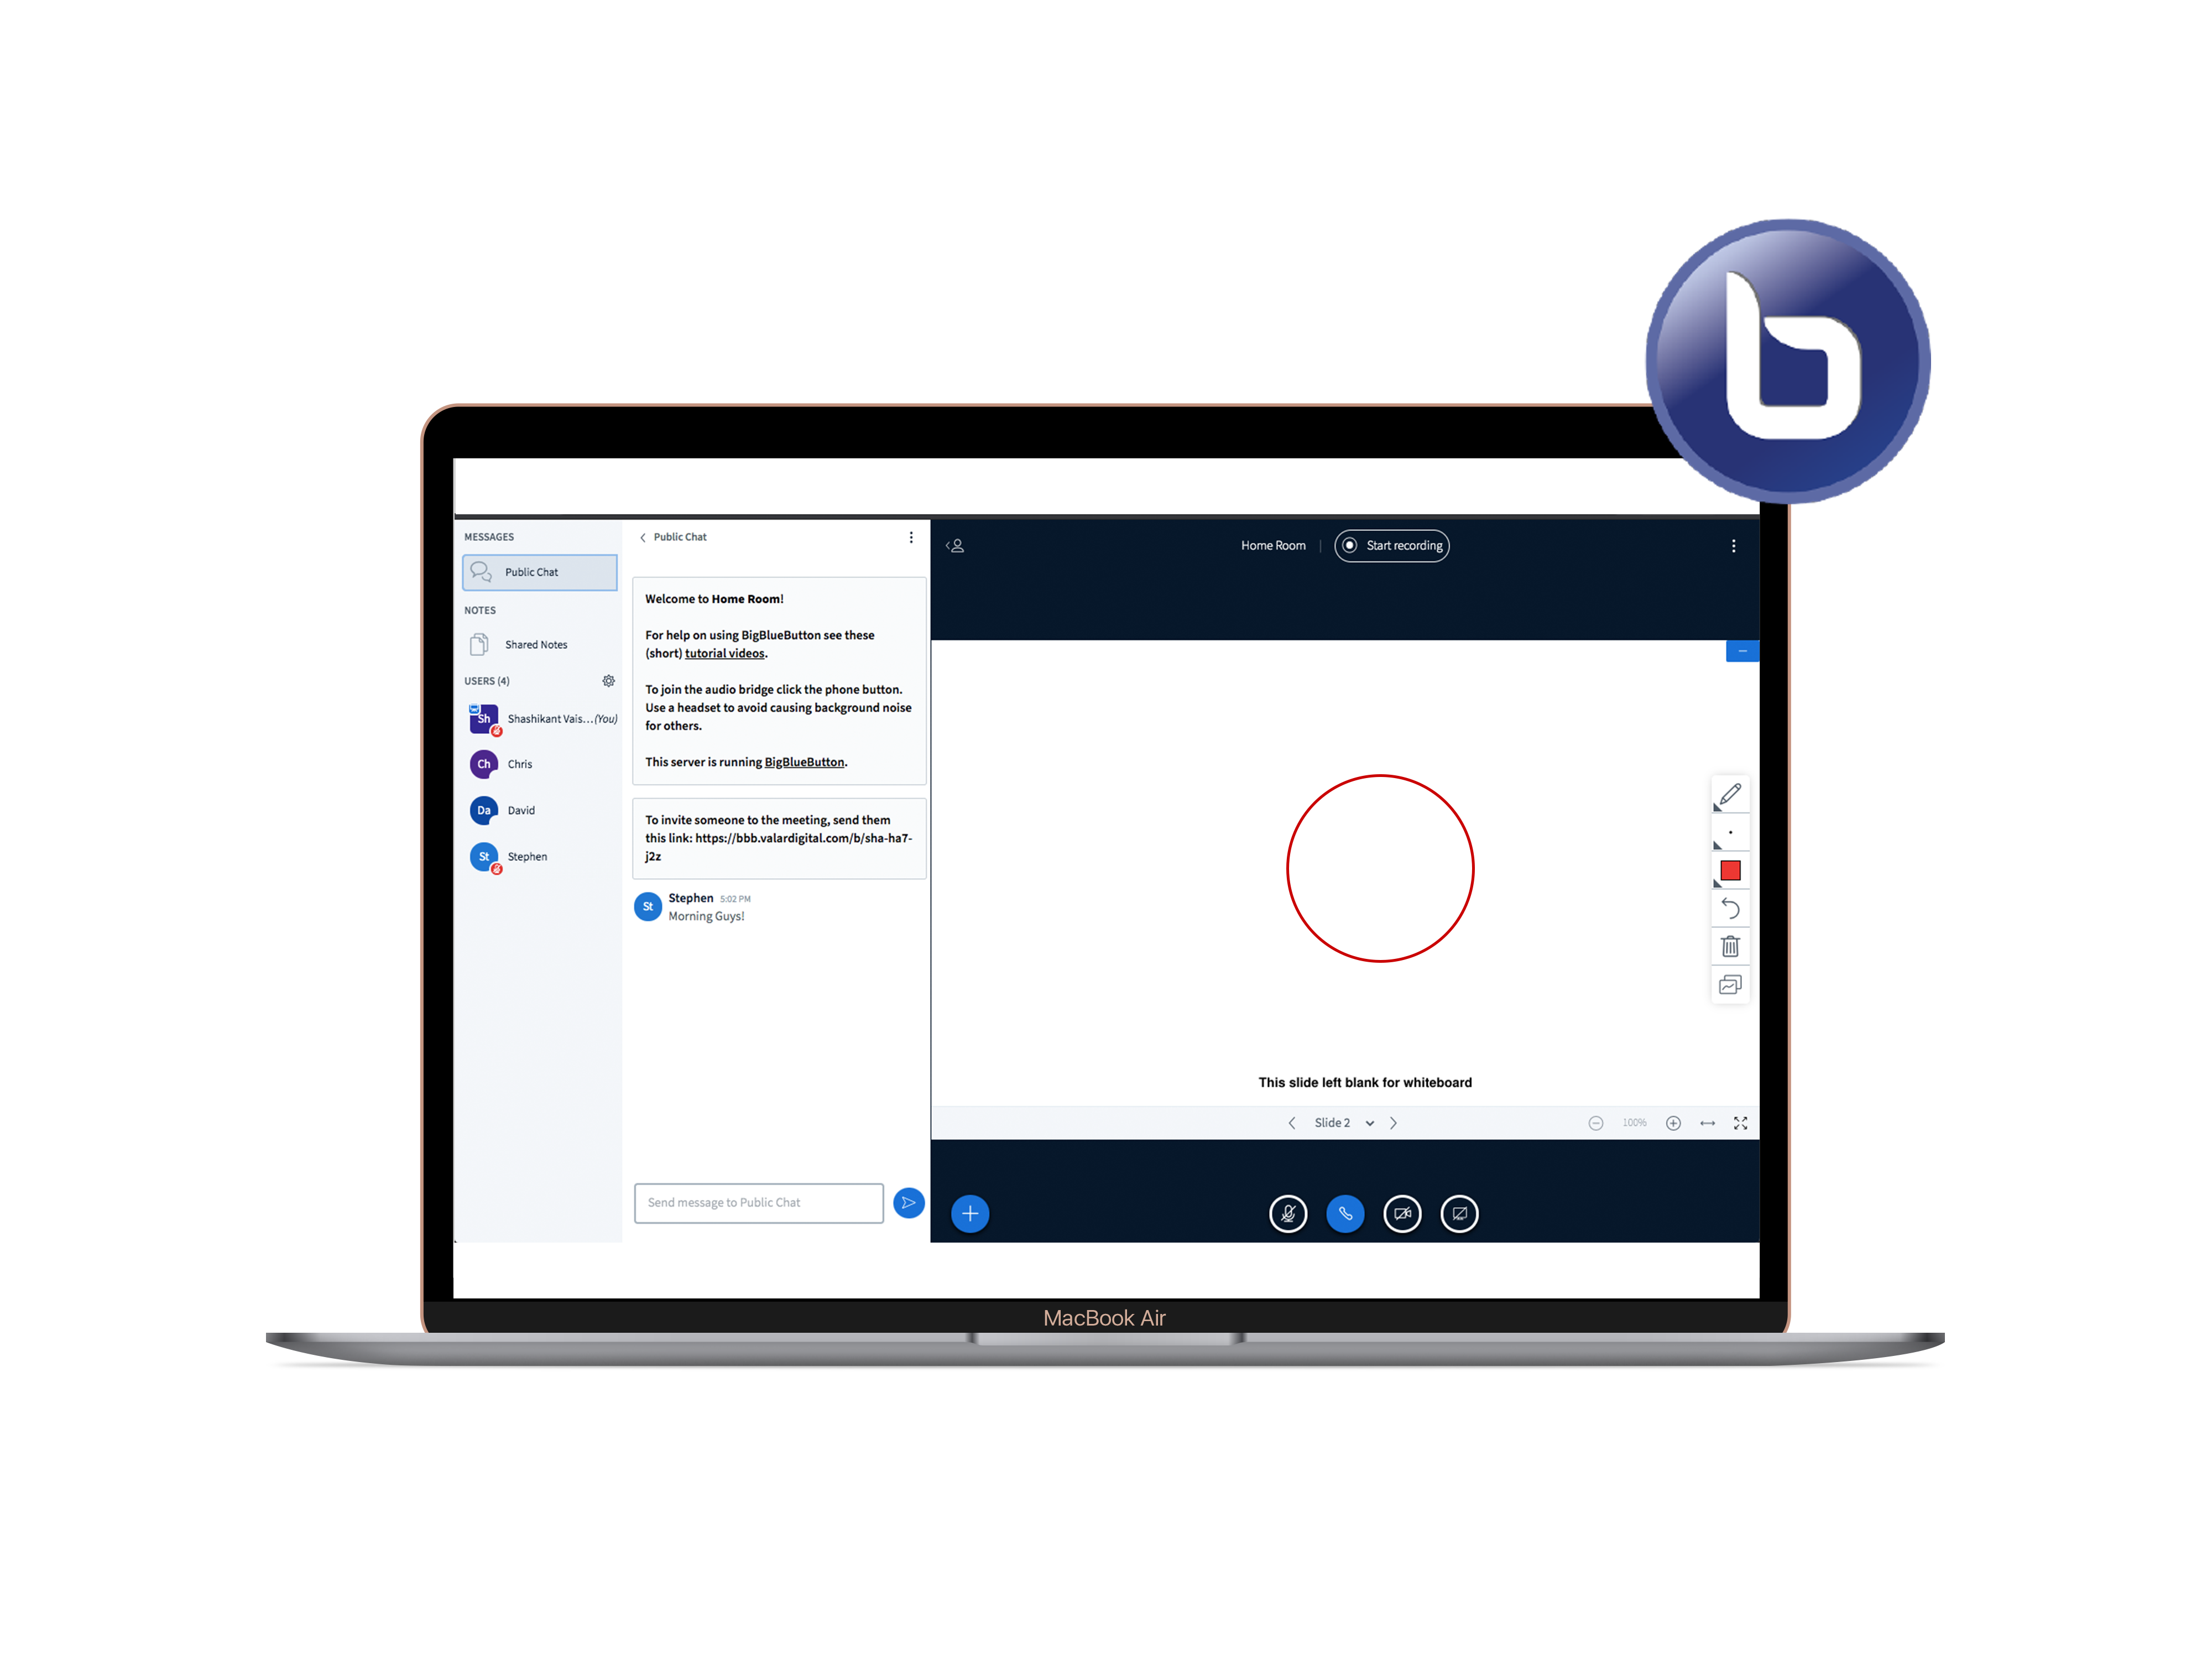 MESSAGES
Public Chat
NOTES
Shared Notes
USERS (4)
Sh
Shashikant Vais...(You)
Ch
Chris
Da
David
St
Stephen
Public Chat
Welcome to Home Room!
For help on using BigBlueButton see these
(short) tutorial videos.
To join the audio bridge click the phone button.
Use a headset to avoid causing background noise
for others.
This server is running BigBlueButton.
To invite someone to the meeting, send them
this link: https://bbb.valardigital.com/b/sha-ha7-
j2z
St
Stephen 5:02 PM
Morning Guys!
Send message to Public Chat
Home Room | Start recording
This slide left blank for whiteboard
Slide 2
100%
MacBook Air
b